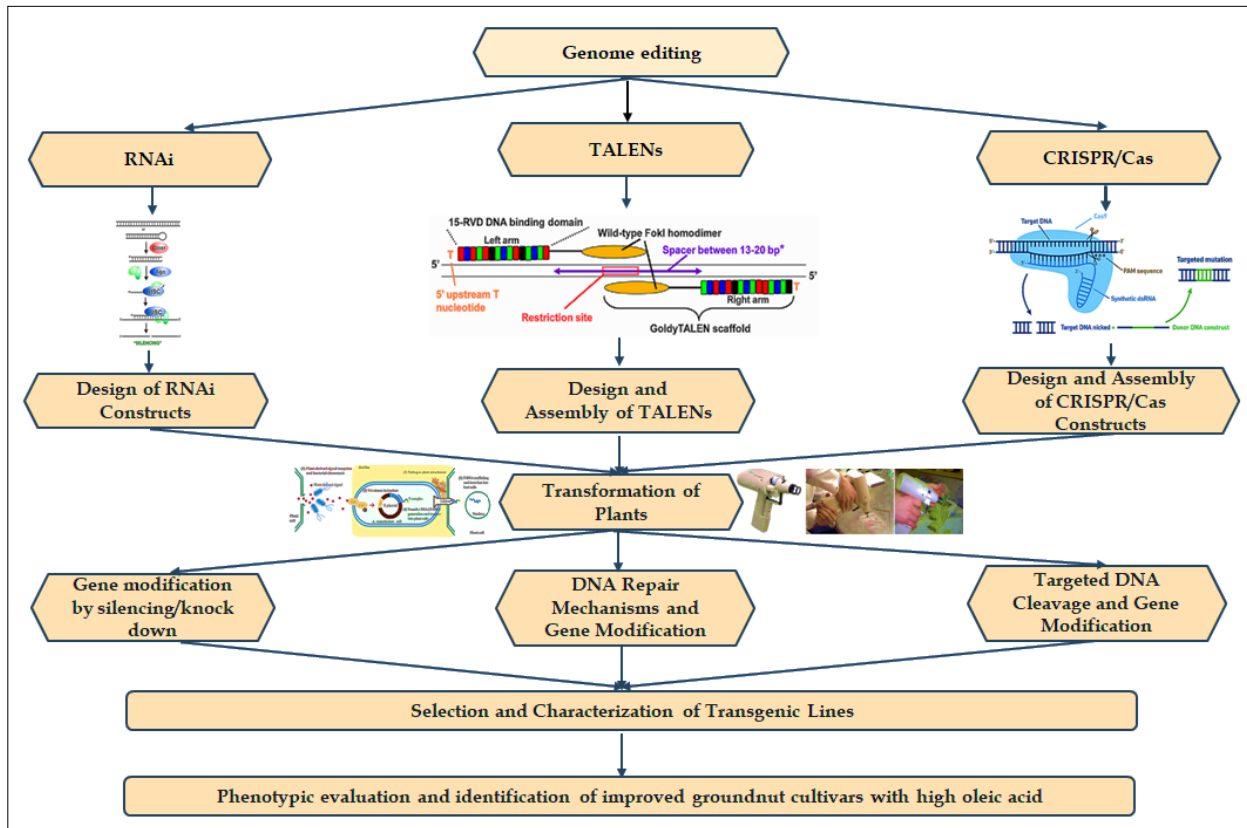 Genome editing
RNAi
TALENs
CRISPR/Cas
Dicer
"SILENCING"
15-RVD DNA binding domain
Left arm
Wild-type FokI homodimer
Spacer between 13-20 bp*
T
5'
5'
5' upstream T
nucleotide
Restriction site
Right arm
T
GoldyTALEN scaffold
Cas9
Target DNA
PAM sequence
Targeted mutation
Target DNA nicked +
Donor DNA construct
Design of RNAi
Constructs
Design and
Assembly of TALENs
Design and Assembly
of CRISPR/Cas
Constructs
Transformation of
Plants
Gene modification
by silencing/knock
down
DNA Repair
Mechanisms and
Gene Modification
Targeted DNA
Cleavage and Gene
Modification
Selection and Characterization of Transgenic Lines
Phenotypic evaluation and identification of improved groundnut cultivars with high oleic acid